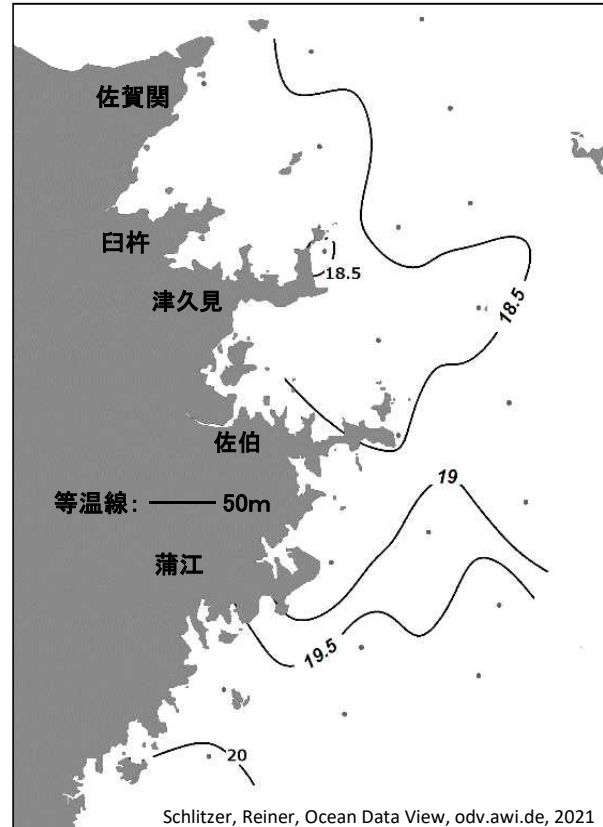 佐賀関
臼杵
18.5
津久見
18.5
佐伯
19
等温線: 50m
蒲江
19.5
20
Schlitzer, Reiner, Ocean Data View, odv.awi.de, 2021